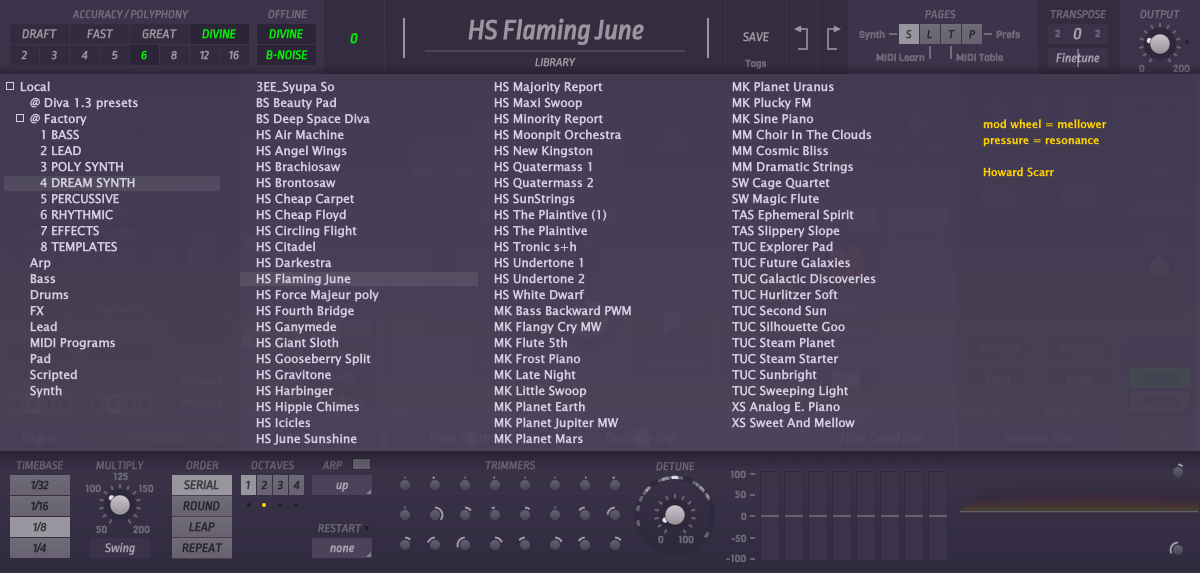 ACCURACY/POLYPHONY
OFFLINE
DRAFT FAST GREAT DIVINE
DIVINE
2 3 4 5 6 8 12 16
B-NOISE
0
HS Flaming June
LIBRARY
SAVE
Tags
PAGES
Synth S L T P Prefs
MIDI Learn MIDI Table
TRANSPOSE
2 0 2
Finetune
OUTPUT
0 200
Local
@ Diva 1.3 presets
@ Factory
1 BASS
2 LEAD
3 POLY SYNTH
4 DREAM SYNTH
5 PERCUSSIVE
6 RHYTHMIC
7 EFFECTS
8 TEMPLATES
Arp
Bass
Drums
FX
Lead
MIDI Programs
Pad
Scripted
Synth
3EE_Syupa So
BS Beauty Pad
BS Deep Space Diva
HS Air Machine
HS Angel Wings
HS Brachiosaw
HS Brontosaw
HS Cheap Carpet
HS Cheap Floyd
HS Circling Flight
HS Citadel
HS Darkestra
HS Flaming June
HS Force Majeur poly
HS Fourth Bridge
HS Ganymede
HS Giant Sloth
HS Gooseberry Split
HS Gravitone
HS Harbinger
HS Hippie Chimes
HS Icicles
HS June Sunshine
HS Majority Report
HS Maxi Swoop
HS Minority Report
HS Moonpit Orchestra
HS New Kingston
HS Quatermass 1
HS Quatermass 2
HS SunStrings
HS The Plaintive (1)
HS The Plaintive
HS Tronic s+h
HS Undertone 1
HS Undertone 2
HS White Dwarf
MK Bass Backward PWM
MK Flangy Cry MW
MK Flute 5th
MK Frost Piano
MK Late Night
MK Little Swoop
MK Planet Earth
MK Planet Jupiter MW
MK Planet Mars
MK Planet Uranus
MK Plucky FM
MK Sine Piano
MM Choir In The Clouds
MM Cosmic Bliss
MM Dramatic Strings
SW Cage Quartet
SW Magic Flute
TAS Ephemeral Spirit
TAS Slippery Slope
TUC Explorer Pad
TUC Future Galaxies
TUC Galactic Discoveries
TUC Hurlitzer Soft
TUC Second Sun
TUC Silhouette Goo
TUC Steam Planet
TUC Steam Starter
TUC Sunbright
TUC Sweeping Light
XS Analog E. Piano
XS Sweet And Mellow
mod wheel = mellower
pressure = resonance
Howard Scarr
TIMEBASE
1/32
1/16
1/8
1/4
MULTIPLY
125
100 150
50 200
Swing
ORDER
SERIAL
ROUND
LEAP
REPEAT
OCTAVES
1 2 3 4
ARP
up
RESTART
none
TRIMMERS
DETUNE
0 100
100
50
0
-50
-100